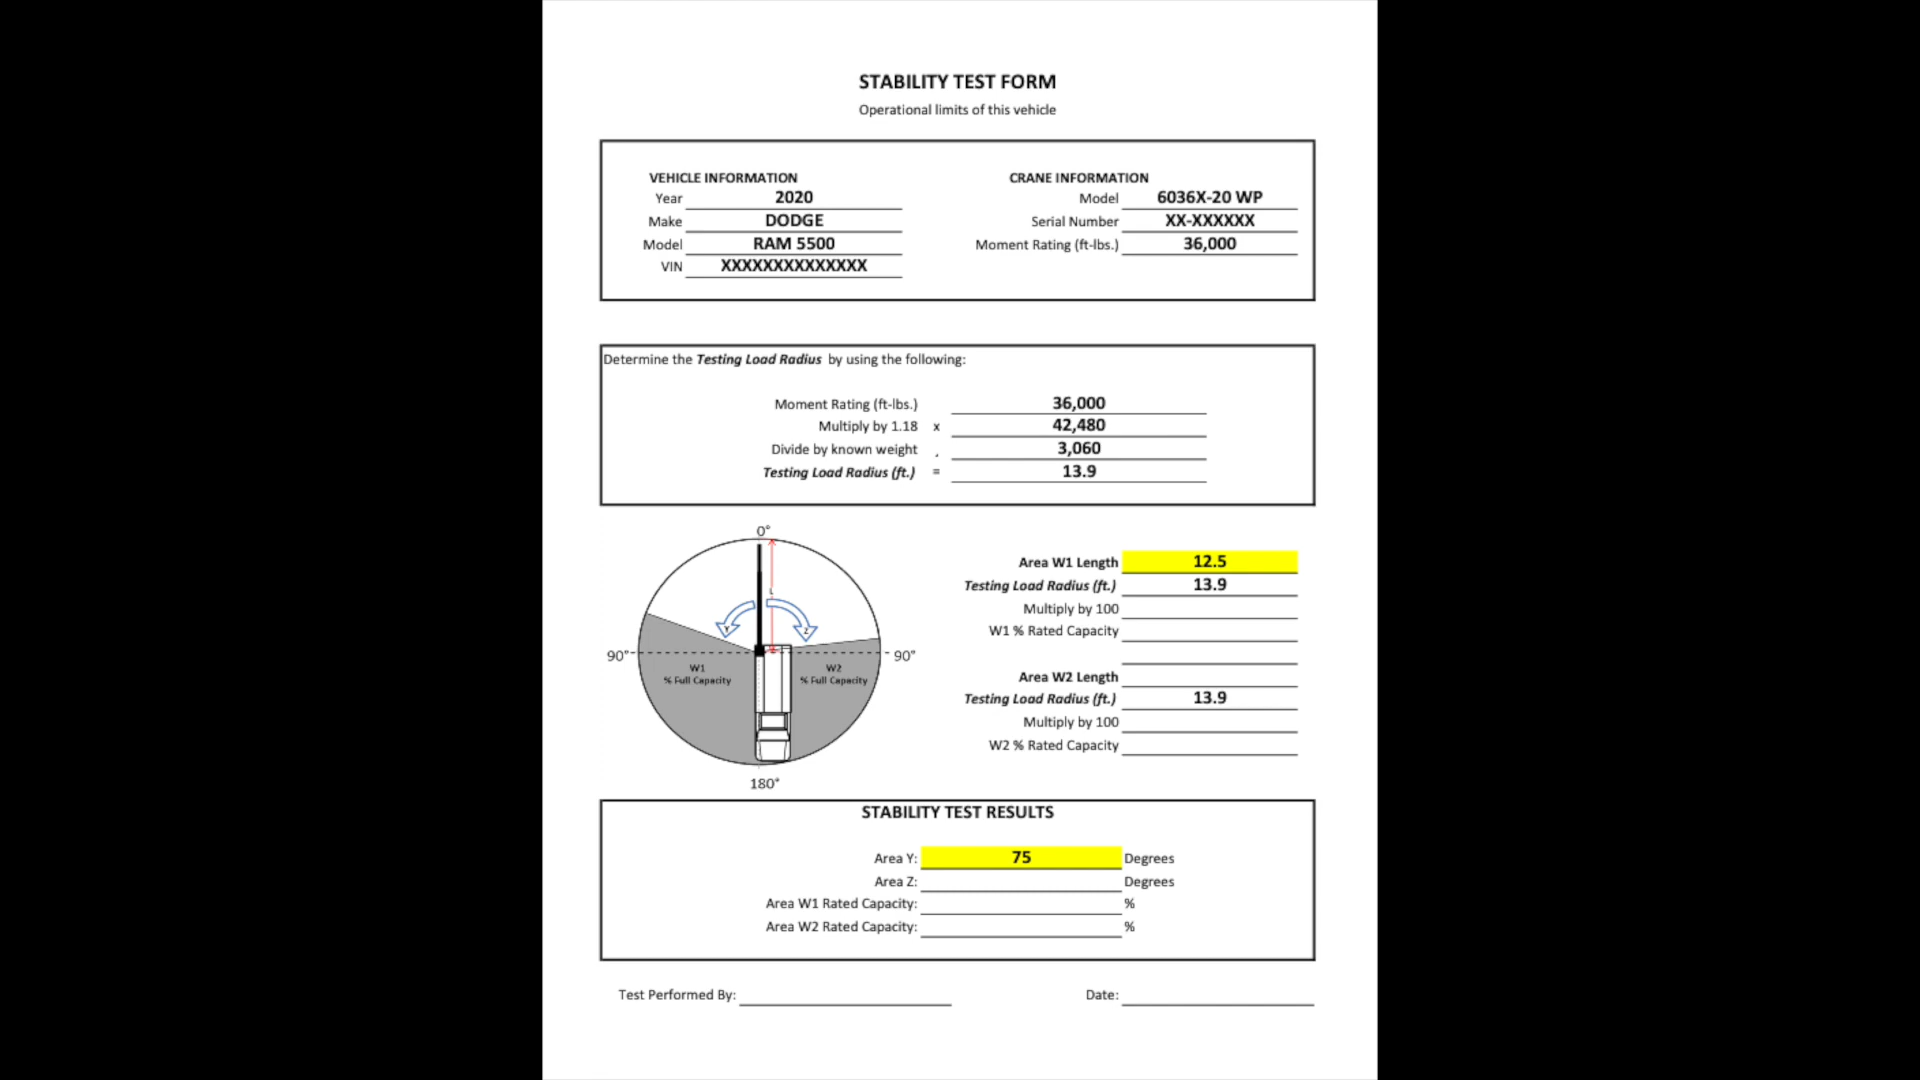 STABILITY TEST FORM
Operational limits of this vehicle
VEHICLE INFORMATION
Year 2020
Make DODGE
Model RAM 5500
VIN XXXXXXXXXXXXXX
CRANE INFORMATION
Model 6036X-20 WP
Serial Number XX-XXXXXX
Moment Rating (ft-lbs.) 36,000
Determine the Testing Load Radius by using the following:
Moment Rating (ft-lbs.) 36,000
Multiply by 1.18 x 42,480
Divide by known weight 3,060
Testing Load Radius (ft.) = 13.9
0°
L
Y Z
90° 90°
W1 W2
% Full Capacity % Full Capacity
180°
Area W1 Length 12.5
Testing Load Radius (ft.) 13.9
Multiply by 100
W1 % Rated Capacity
Area W2 Length
Testing Load Radius (ft.) 13.9
Multiply by 100
W2 % Rated Capacity
STABILITY TEST RESULTS
Area Y: 75 Degrees
Area Z: Degrees
Area W1 Rated Capacity: %
Area W2 Rated Capacity: %
Test Performed By: Date: